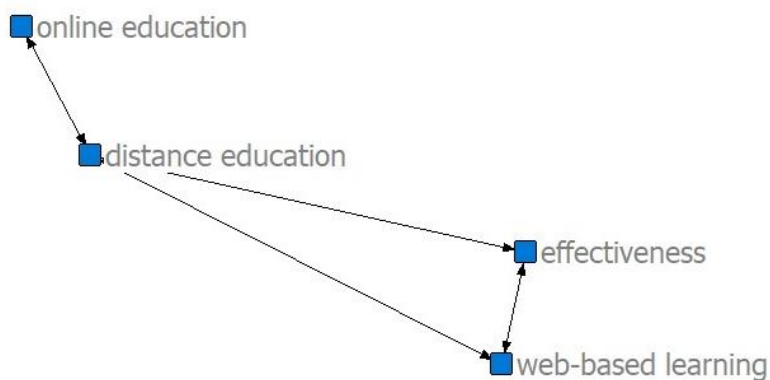 online education
distance education
effectiveness
web-based learning